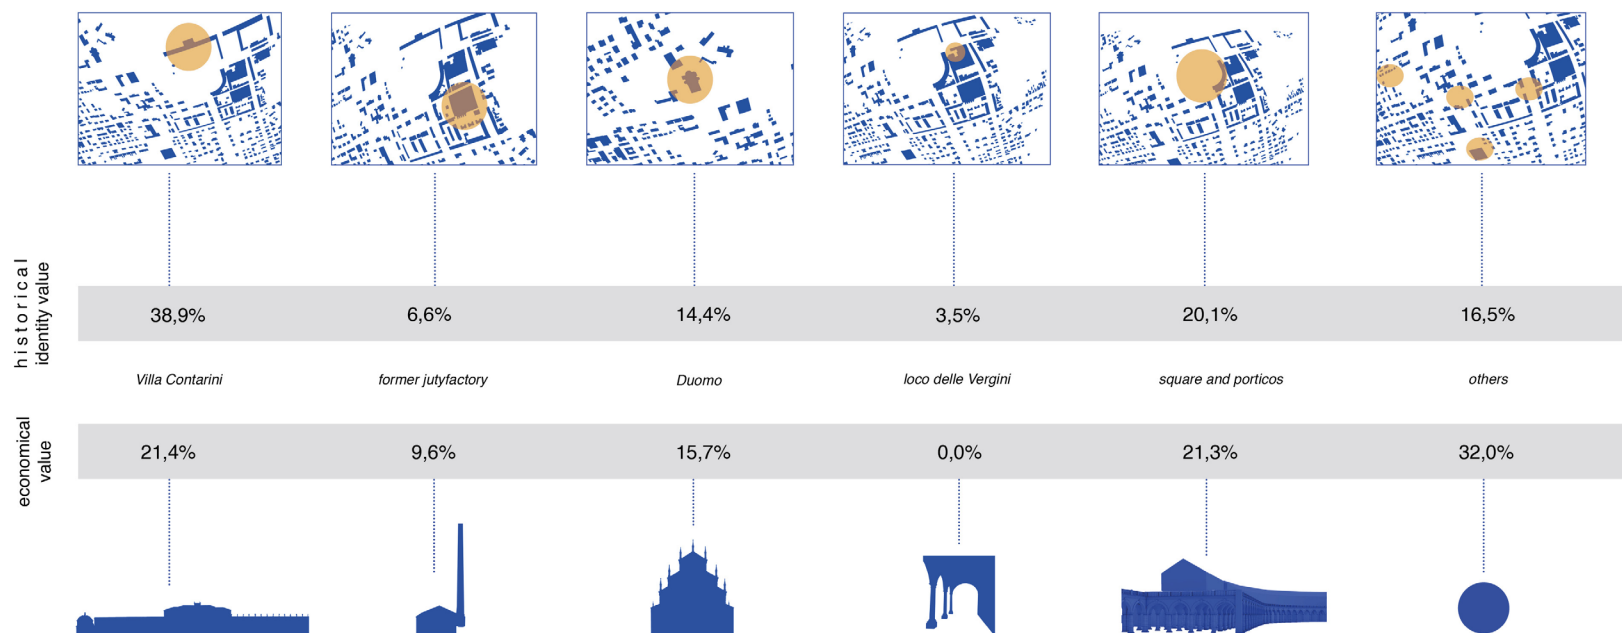 historical
identity value
38,9%
6,6%
14,4%
3,5%
20,1%
16,5%
Villa Contarini
former jutyfactory
Duomo
loco delle Vergini
square and porticos
others
economical
value
21,4%
9,6%
15,7%
0,0%
21,3%
32,0%